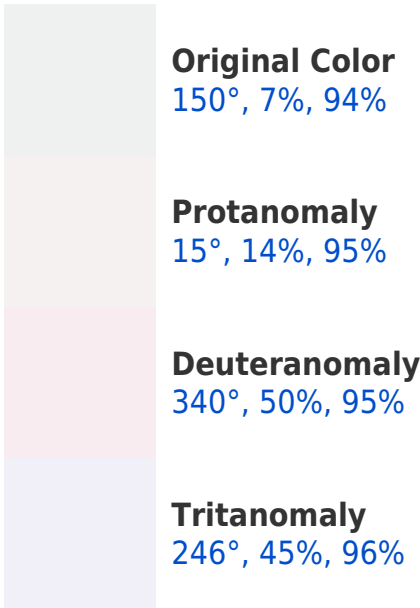 Original Color
150°, 7%, 94%
Protanomaly
15°, 14%, 95%
Deuteranomaly
340°, 50%, 95%
Tritanomaly
246°, 45%, 96%